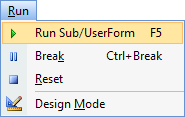 Run
Run Sub/UserForm F5
Break Ctrl+Break
Reset
Design Mode